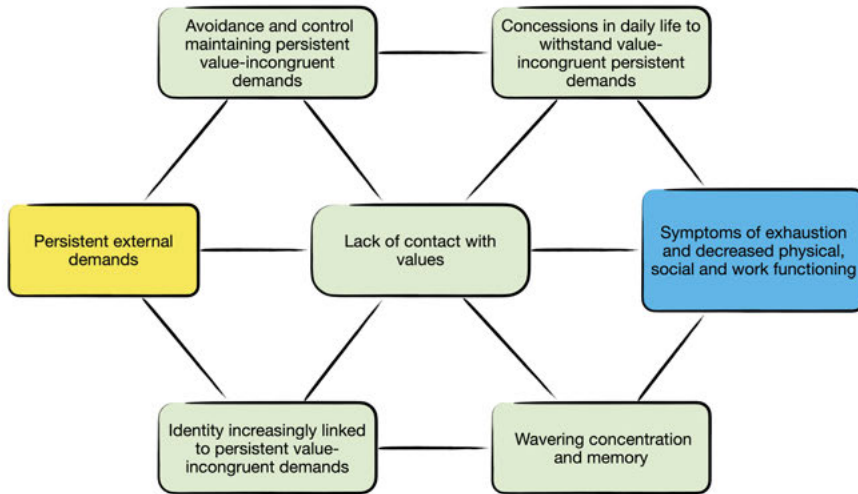 Avoidance and control
maintaining persistent
value-incongruent
demands
Concessions in daily life to
withstand value-
incongruent persistent
demands
Persistent external
demands
Lack of contact with
values
Symptoms of exhaustion
and decreased physical,
social and work functioning
Identity increasingly linked
to persistent value-
incongruent demands
Wavering concentration
and memory